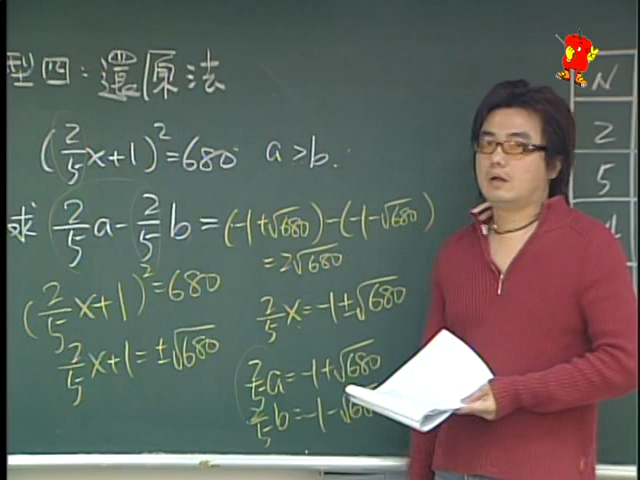 型四：還原法
(2/5x+1)²=680 a>b.
求 2/5a-2/5b=(-1+√680)-(-1-√680)
=2√680
(2/5x+1)²=680
2/5x+1=±√680
2/5x=-1±√680
2/5a=-1+√680
2/5b=-1-√680
N
2
5